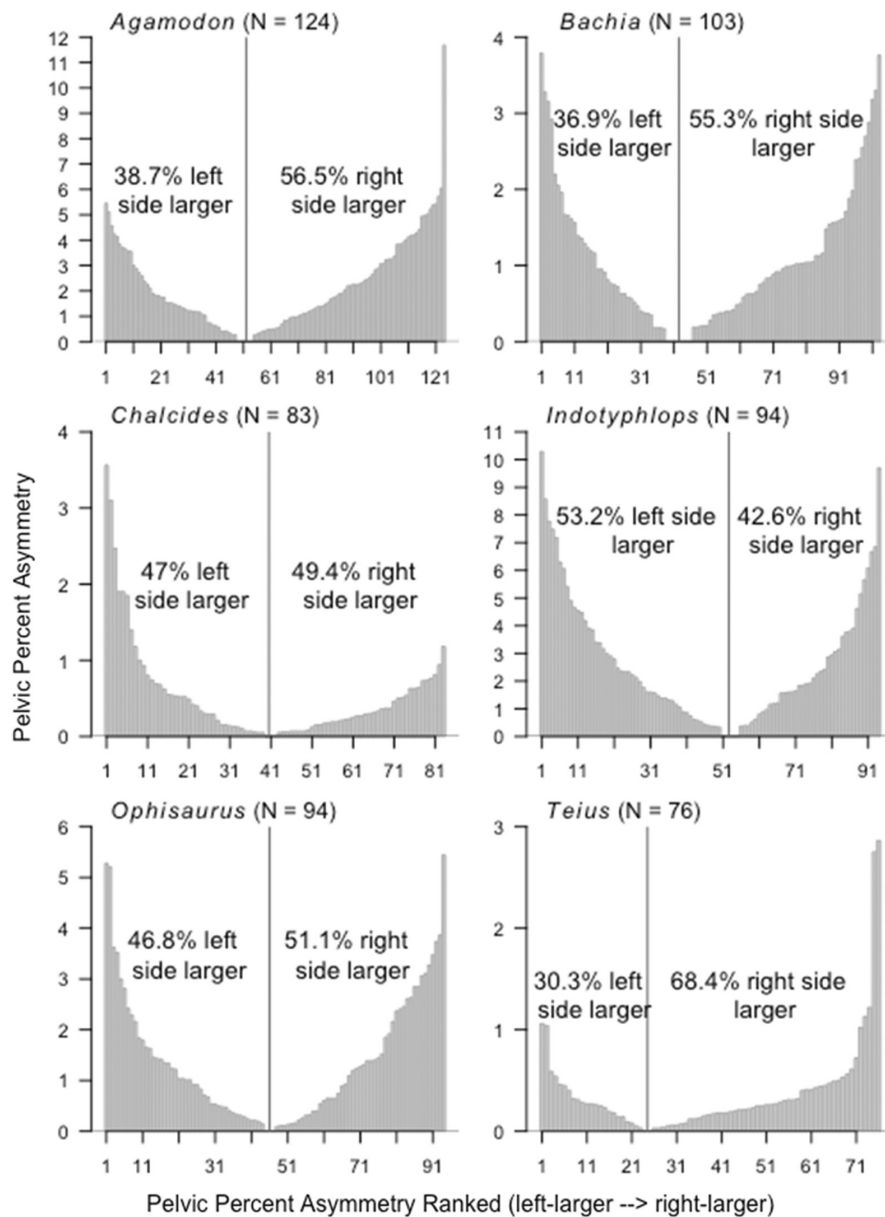 Agamodon (N = 124)
12
11
10
9
8
7
6
5
4
3
2
1
0
38.7% left
side larger
56.5% right
side larger
1 21 41 61 81 101 121
Bachia (N = 103)
4
3
2
1
0
36.9% left
side larger
55.3% right side
larger
1 11 31 51 71 91
Chalcides (N = 83)
4
3
2
1
0
47% left
side larger
49.4% right
side larger
1 11 21 31 41 51 61 71 81
Indotyphlops (N = 94)
11
10
9
8
7
6
5
4
3
2
1
0
53.2% left side
larger
42.6% right
side larger
1 11 31 51 71 91
Ophisaurus (N = 94)
6
5
4
3
2
1
0
46.8% left
side larger
51.1% right
side larger
1 11 31 51 71 91
Teius (N = 76)
3
2
1
0
30.3% left
side larger
68.4% right side
larger
1 11 21 31 41 51 61 71
Pelvic Percent Asymmetry
Pelvic Percent Asymmetry Ranked (left-larger --> right-larger)